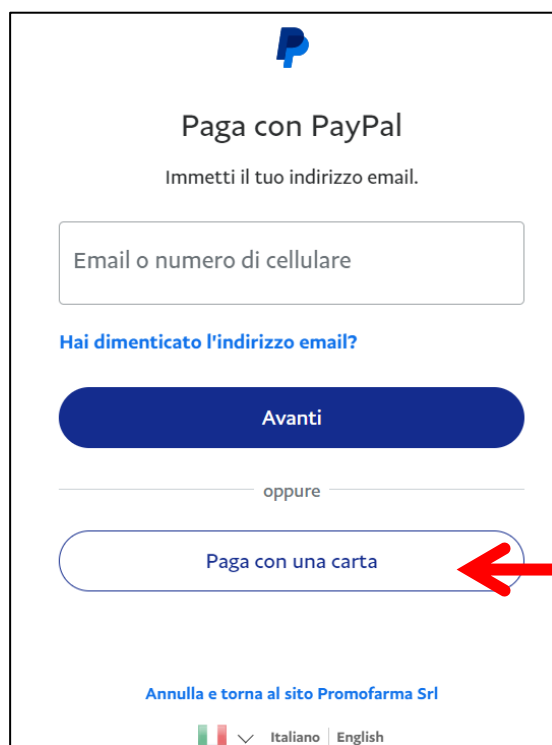 Paga con PayPal
Immetti il tuo indirizzo email.
Email o numero di cellulare
Hai dimenticato l'indirizzo email?
Avanti
oppure
Paga con una carta
Annulla e torna al sito Promofarma Srl
Italiano English